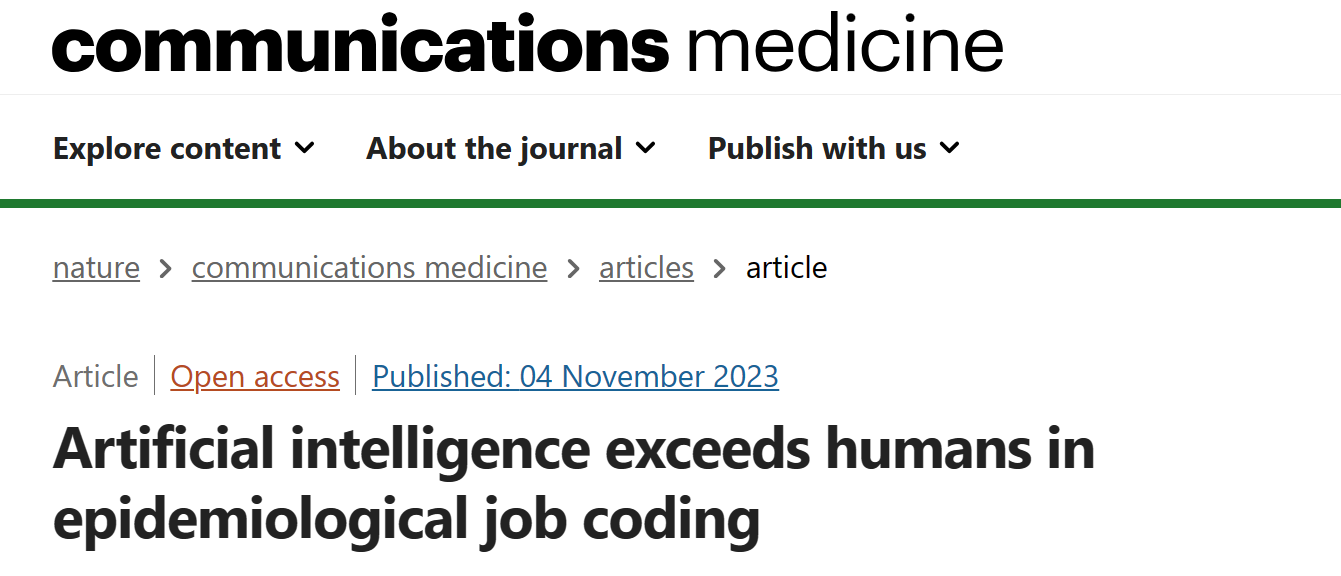 communications medicine
Explore content About the journal Publish with us
nature communications medicine articles article
Article Open access Published: 04 November 2023
Artificial intelligence exceeds humans in
epidemiological job coding